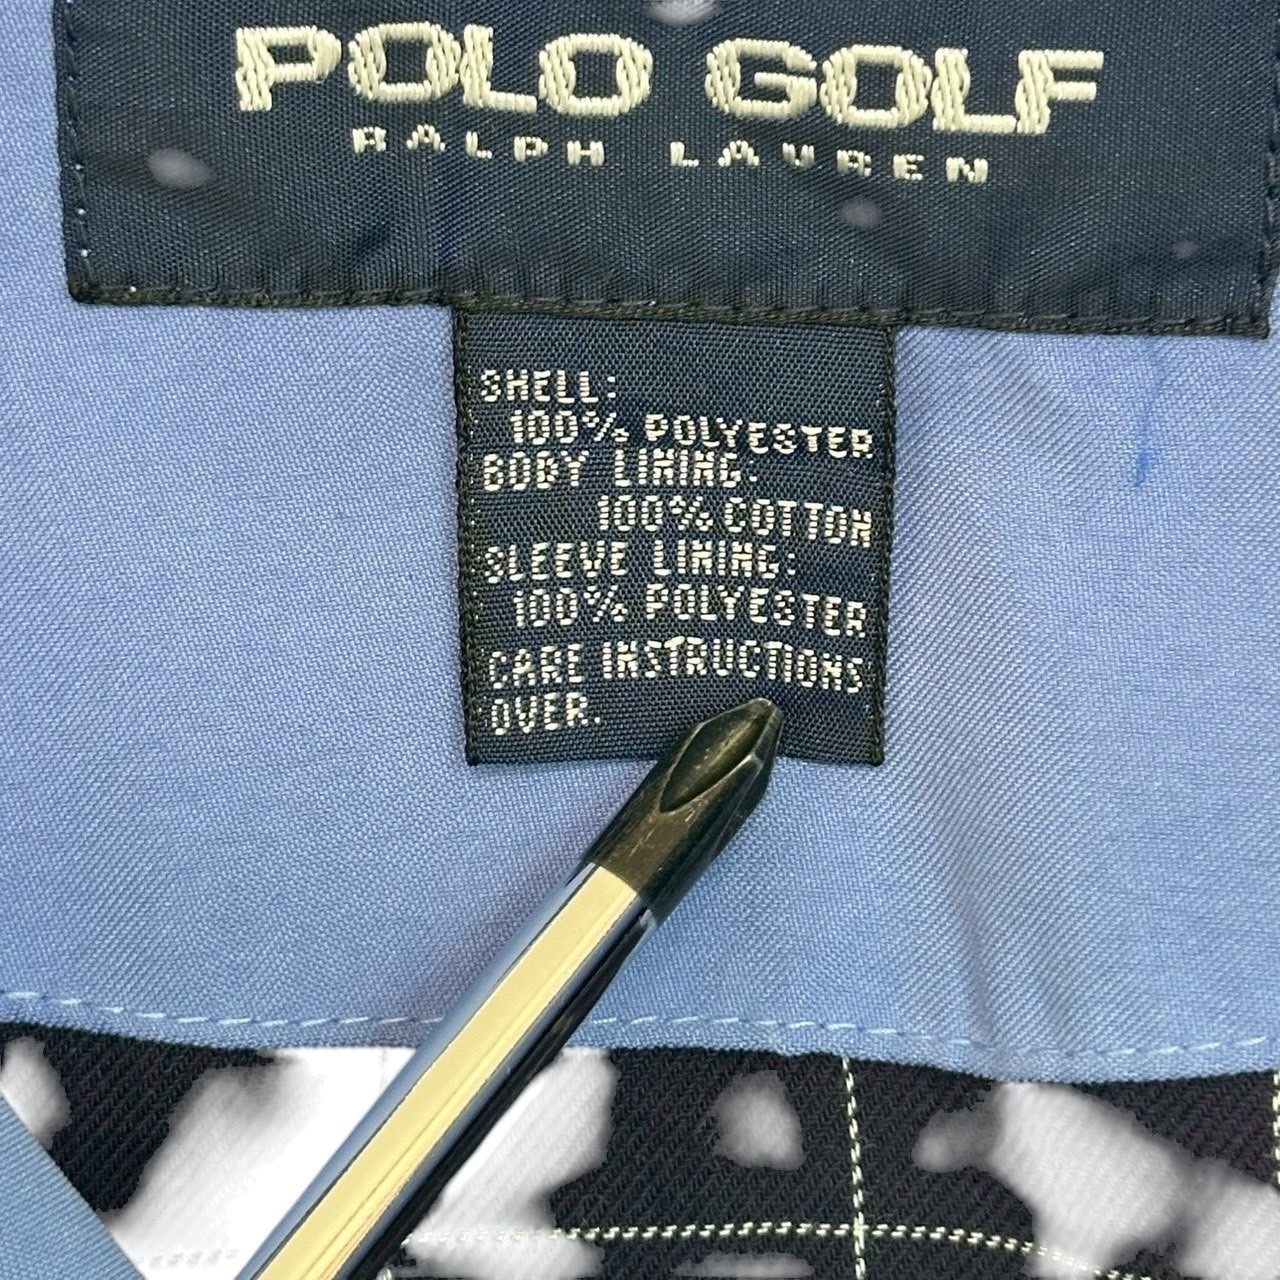 POLO GOLF
RALPH LAUREN
SHELL:
100% POLYESTER
BODY LINING:
100% COTTON
SLEEVE LINING:
100% POLYESTER
CARE INSTRUCTIONS
OVER.